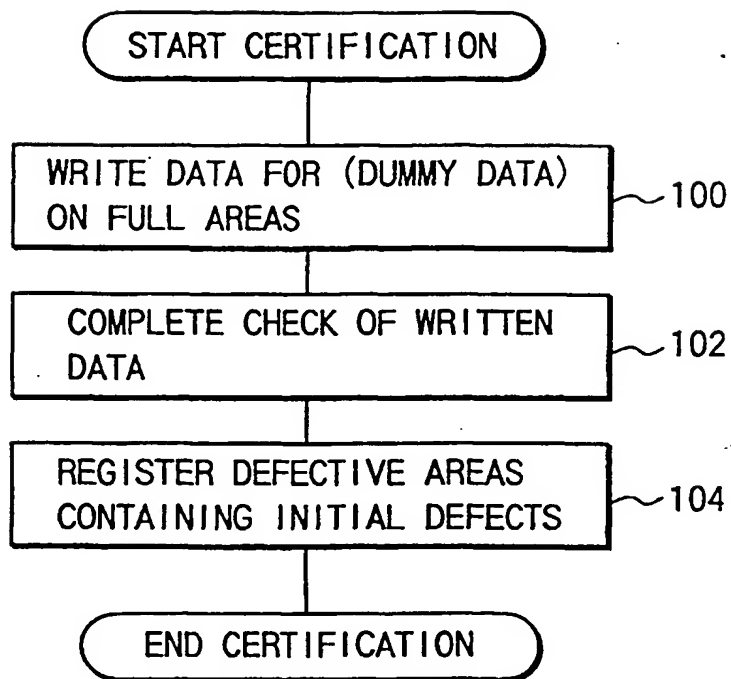 START CERTIFICATION
WRITE DATA FOR (DUMMY DATA)
ON FULL AREAS
100
COMPLETE CHECK OF WRITTEN
DATA
102
REGISTER DEFECTIVE AREAS
CONTAINING INITIAL DEFECTS
104
END CERTIFICATION